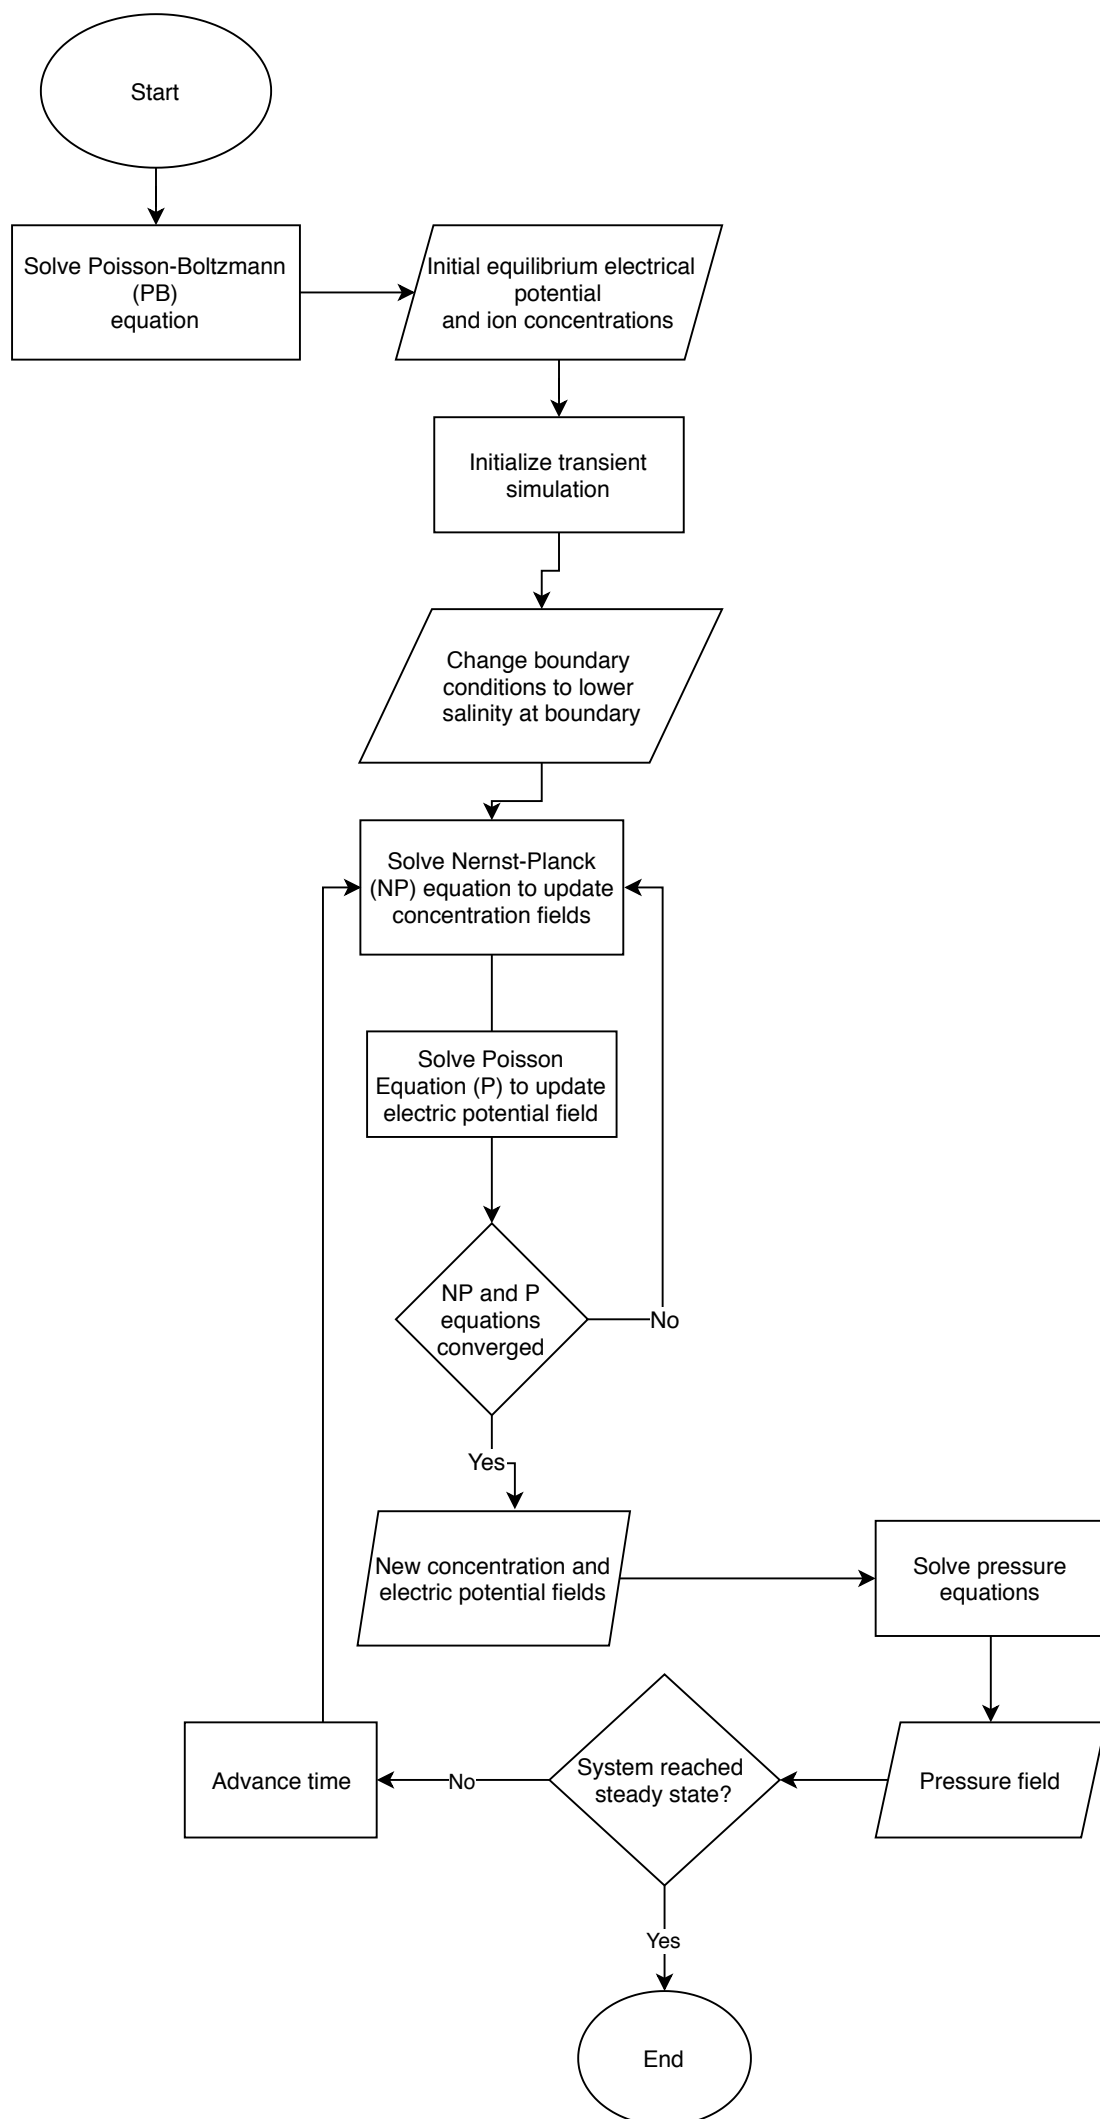 Start
Solve Poisson-Boltzmann
(PB)
equation
Initial equilibrium electrical
potential
and ion concentrations
Initialize transient
simulation
Change boundary
conditions to lower
salinity at boundary
Solve Nernst-Planck
(NP) equation to update
concentration fields
Solve Poisson
Equation (P) to update
electric potential field
NP and P
equations
converged
No
Yes
New concentration and
electric potential fields
Solve pressure
equations
Advance time
No
System reached
steady state?
Pressure field
Yes
End